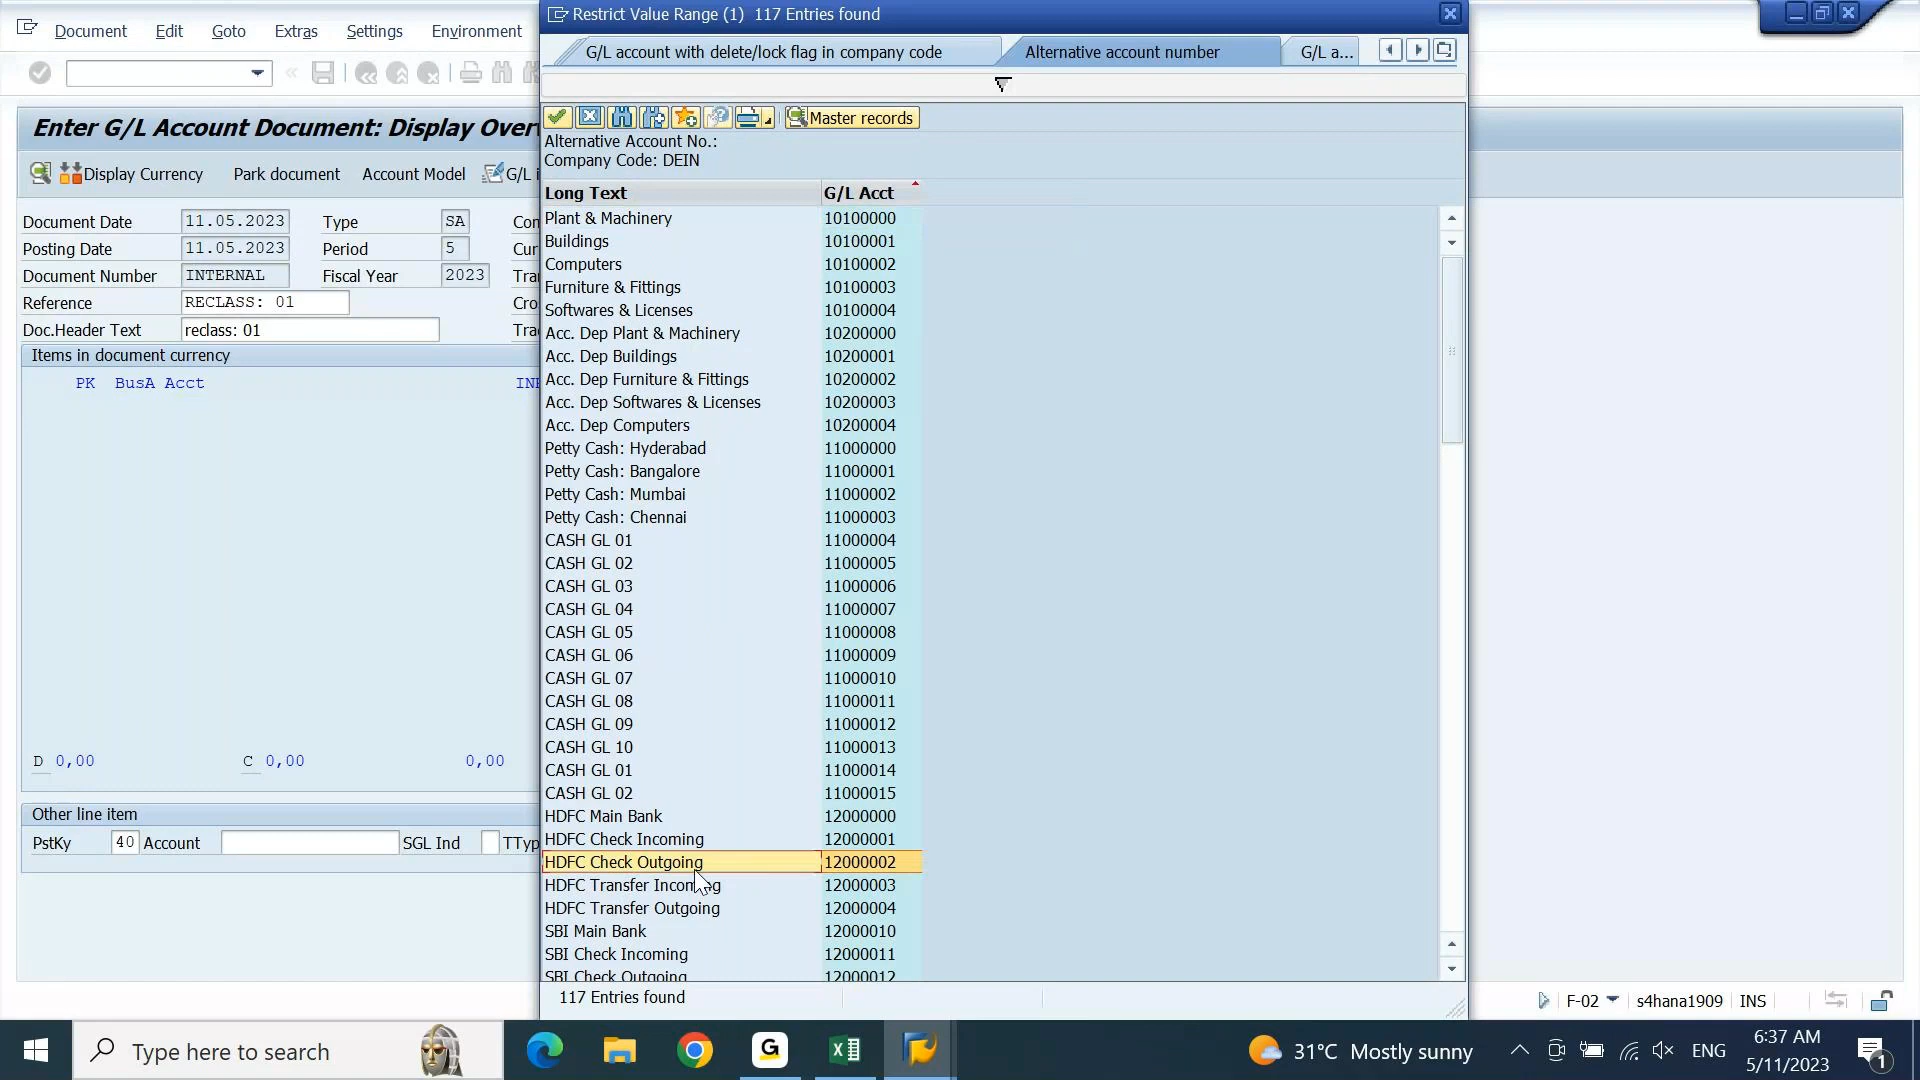 Document Edit Goto Extras Settings Environment
Enter G/L Account Document: Display Over
Display Currency Park document Account Model G/L i
Document Date 11.05.2023 Type SA Con
Posting Date 11.05.2023 Period 5 Cur
Document Number INTERNAL Fiscal Year 2023 Tran
Reference RECLASS: 01 Cros
Doc.Header Text reclass: 01 Trad
Items in document currency
PK BusA Acct INR
D 0,00 C 0,00 0,00
Other line item
PstKy 40 Account SGL Ind TTyp
Restrict Value Range (1) 117 Entries found
G/L account with delete/lock flag in company code Alternative account number G/L a...
Master records
Alternative Account No.:
Company Code: DEIN
Long Text G/L Acct
Plant & Machinery 10100000
Buildings 10100001
Computers 10100002
Furniture & Fittings 10100003
Softwares & Licenses 10100004
Acc. Dep Plant & Machinery 10200000
Acc. Dep Buildings 10200001
Acc. Dep Furniture & Fittings 10200002
Acc. Dep Softwares & Licenses 10200003
Acc. Dep Computers 10200004
Petty Cash: Hyderabad 11000000
Petty Cash: Bangalore 11000001
Petty Cash: Mumbai 11000002
Petty Cash: Chennai 11000003
CASH GL 01 11000004
CASH GL 02 11000005
CASH GL 03 11000006
CASH GL 04 11000007
CASH GL 05 11000008
CASH GL 06 11000009
CASH GL 07 11000010
CASH GL 08 11000011
CASH GL 09 11000012
CASH GL 10 11000013
CASH GL 01 11000014
CASH GL 02 11000015
HDFC Main Bank 12000000
HDFC Check Incoming 12000001
HDFC Check Outgoing 12000002
HDFC Transfer Incoming 12000003
HDFC Transfer Outgoing 12000004
SBI Main Bank 12000010
SBI Check Incoming 12000011
SBI Check Outgoing 12000012
117 Entries found
F-02 s4hana1909 INS
Type here to search
G
31°C Mostly sunny
ENG
6:37 AM
5/11/2023
1